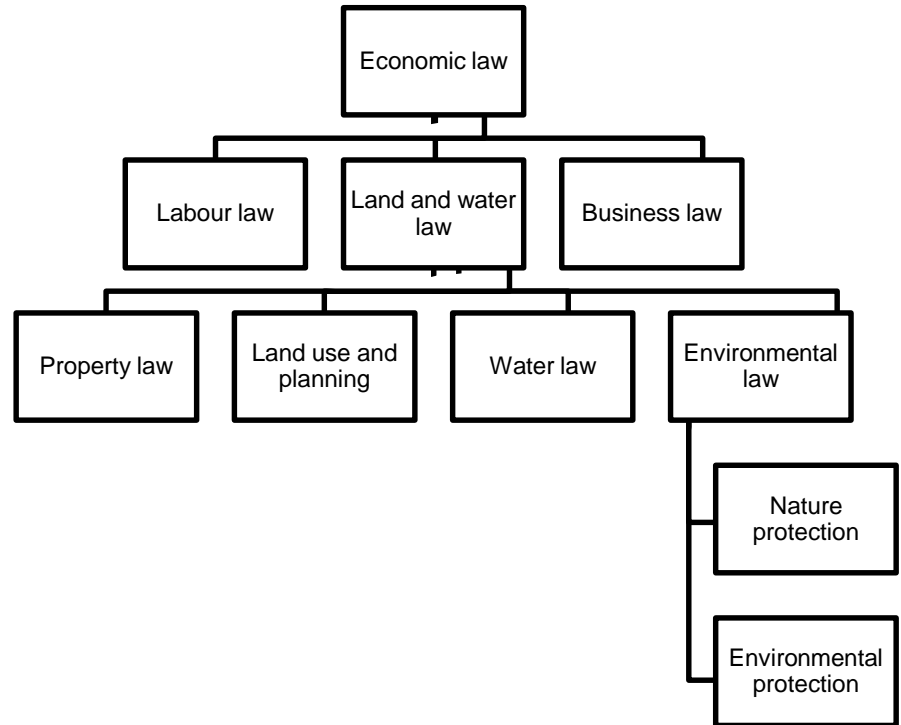 Economic law
Labour law
Land and water
law
Business law
Property law
Land use and
planning
Water law
Environmental
law
Nature
protection
Environmental
protection